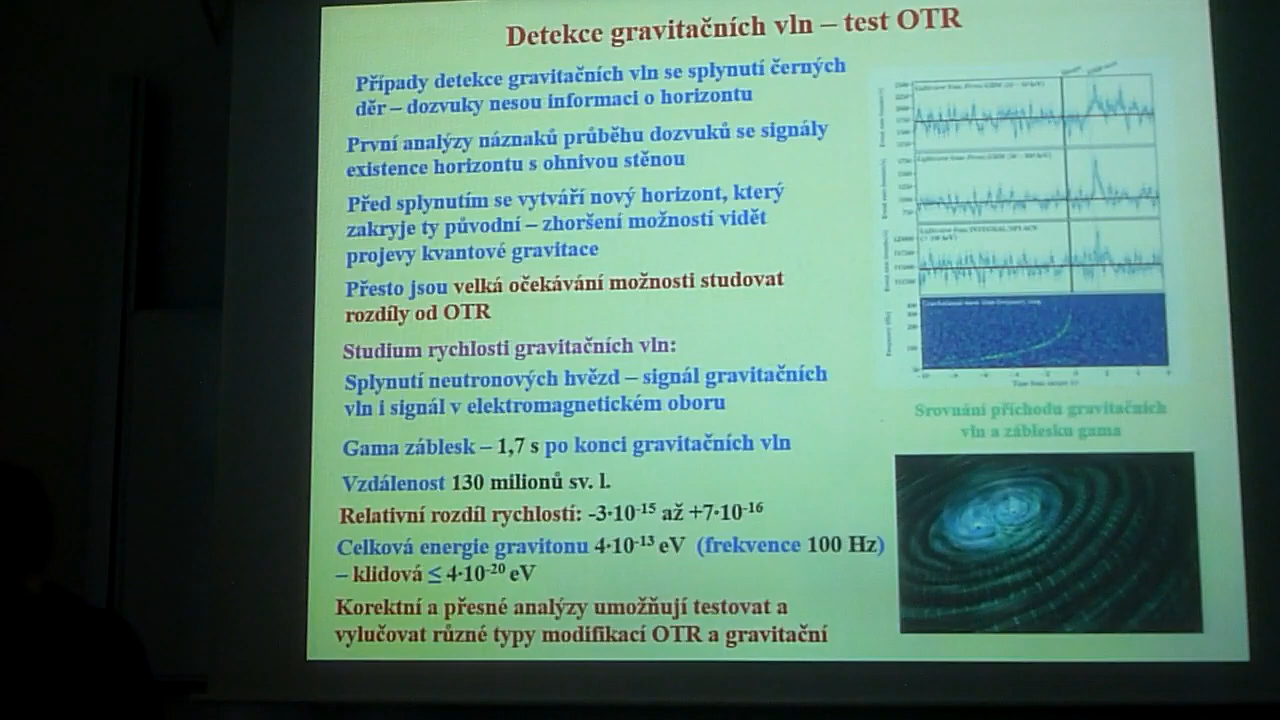 Detekce gravitačních vln – test OTR
Případy detekce gravitačních vln se splynutí černých
děr – dozvuky nesou informaci o horizontu
První analýzy náznaků průběhu dozvuků se signály
existence horizontu s ohnivou stěnou
Před splynutím se vytváří nový horizont, který
zakryje ty původní – zhoršení možností vidět
projevy kvantové gravitace
Přesto jsou velká očekávání možnosti studovat
rozdíly od OTR
Studium rychlosti gravitačních vln:
Splynutí neutronových hvězd – signál gravitačních
vln i signál v elektromagnetickém oboru
Gama záblesk – 1,7 s po konci gravitačních vln
Vzdálenost 130 milionů sv. l.
Relativní rozdíl rychlostí: -3·10⁻¹⁵ až +7·10⁻¹⁶
Celková energie gravitonu 4·10⁻¹³ eV (frekvence 100 Hz)
– klidová ≤ 4·10⁻²⁰ eV
Korektní a přesné analýzy umožňují testovat a
vylučovat různé typy modifikací OTR a gravitační
Srovnání příchodu gravitačních
vln a záblesku gama